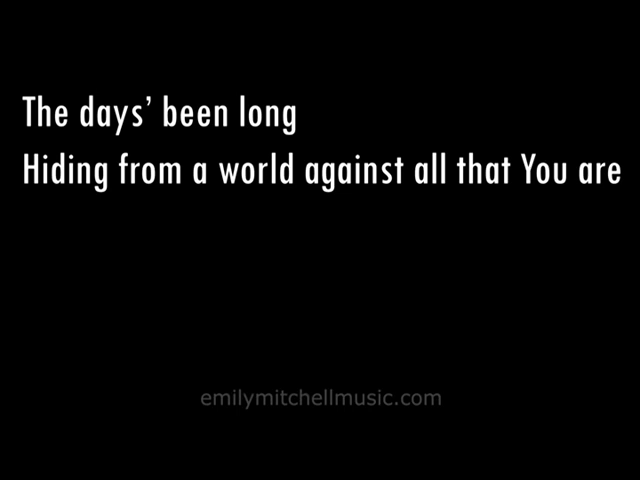 The days’ been long
Hiding from a world against all that You are
emilymitchellmusic.com